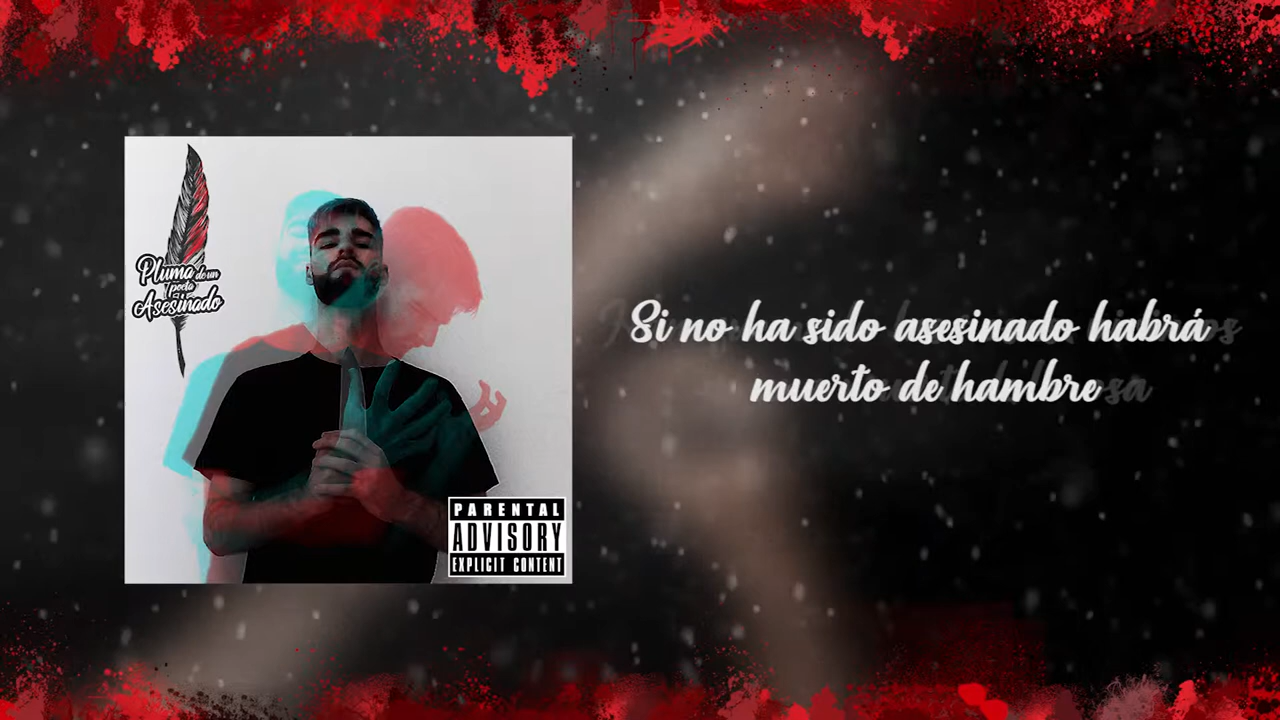 Pluma de un
poeta
Asesinado
PARENTAL
ADVISORY
EXPLICIT CONTENT
Si no ha sido asesinado habrá
muerto de hambre